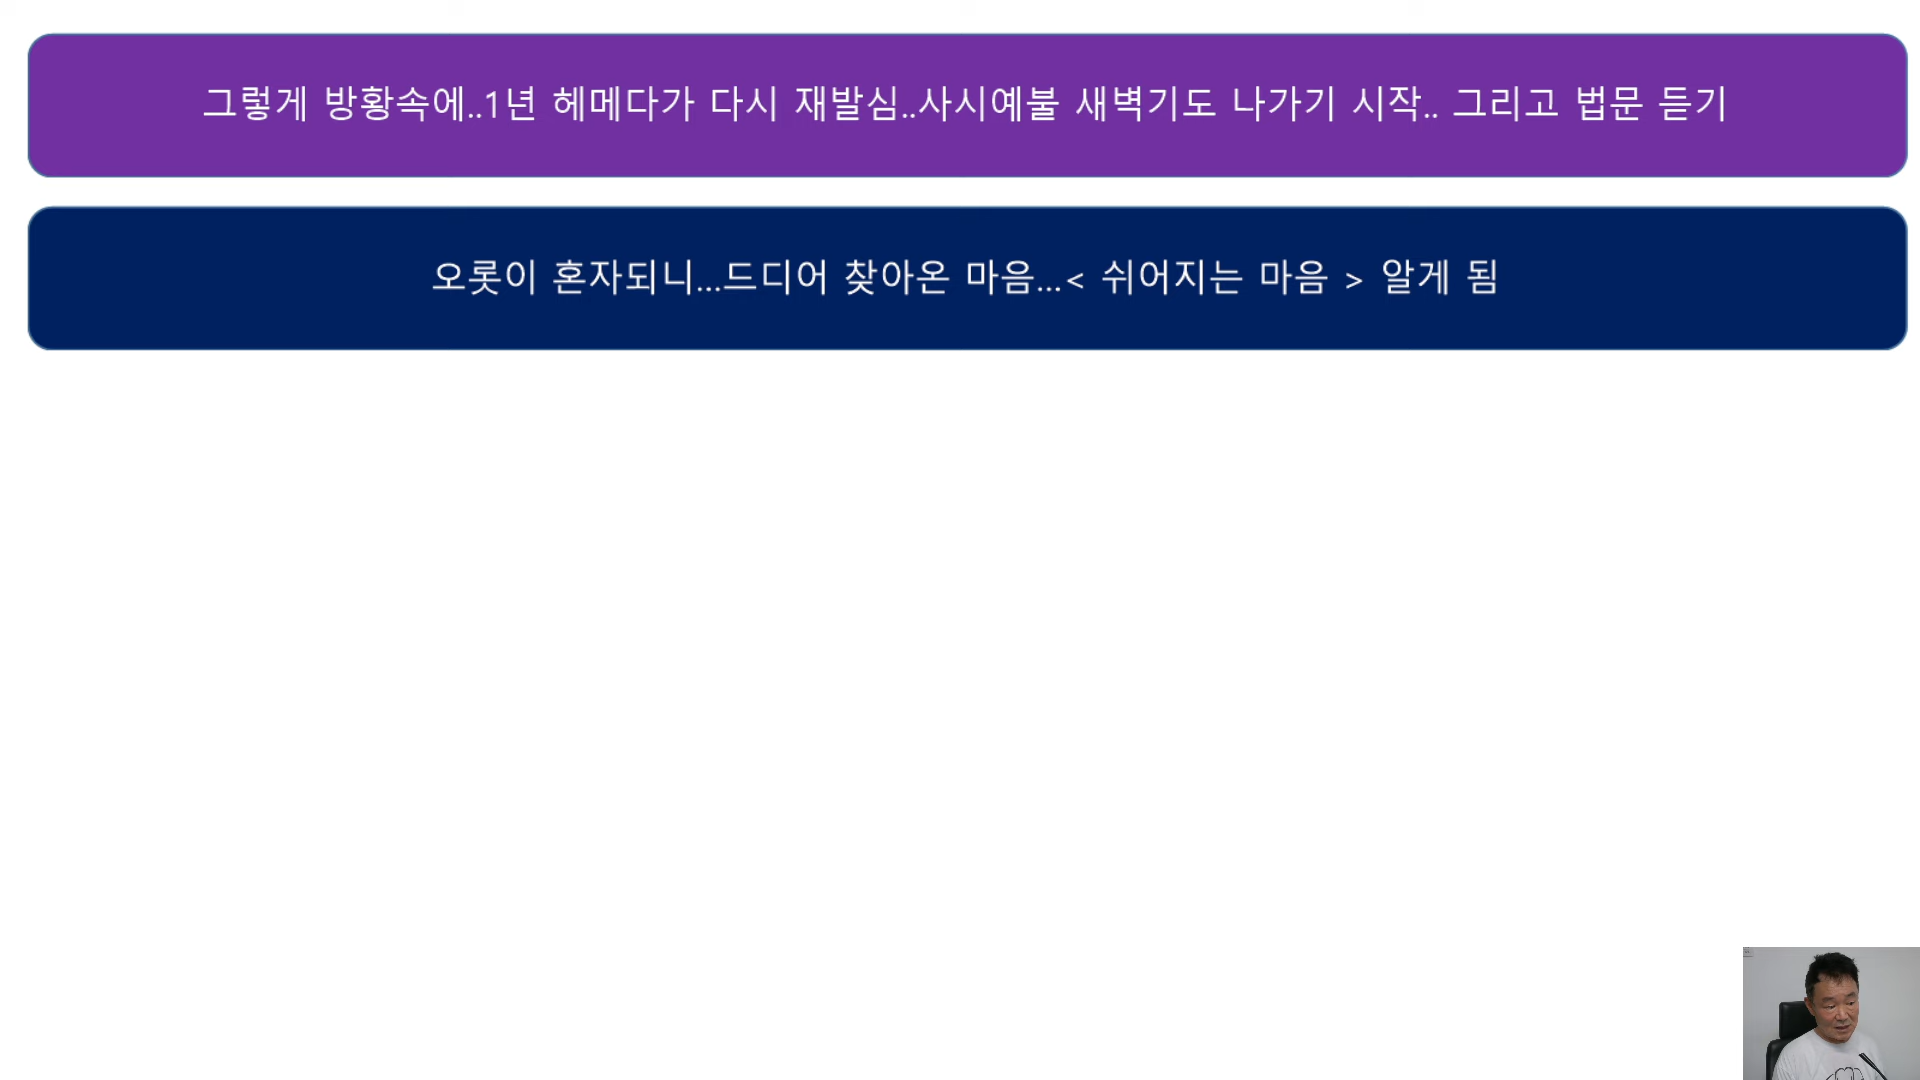 그렇게 방황속에..1년 헤메다가 다시 재발심..사시예불 새벽기도 나가기 시작.. 그리고 법문 듣기
오롯이 혼자되니...드디어 찾아온 마음...< 쉬어지는 마음 > 알게 됨